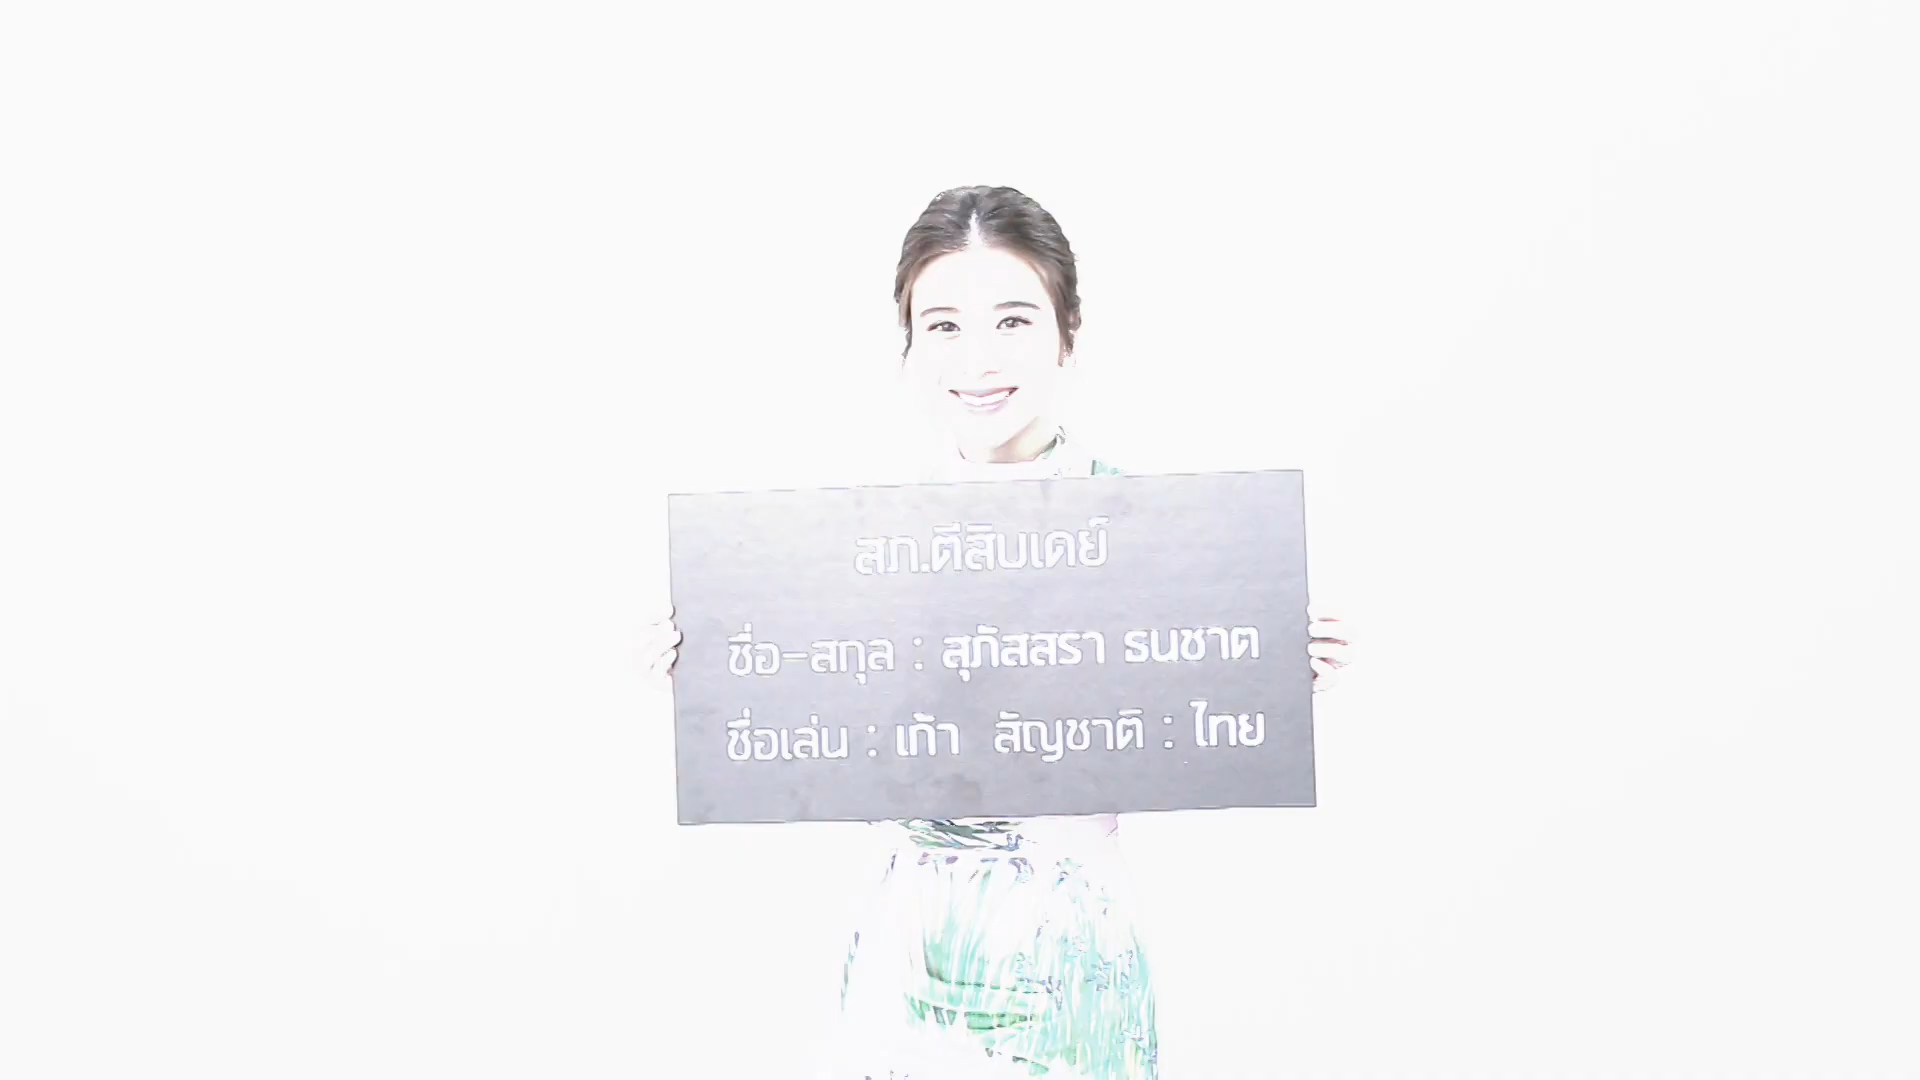 สภ.ตีสิบเดย์
ชื่อ-สกุล : สุภัสสรา ธนชาต
ชื่อเล่น : เก้า สัญชาติ : ไทย